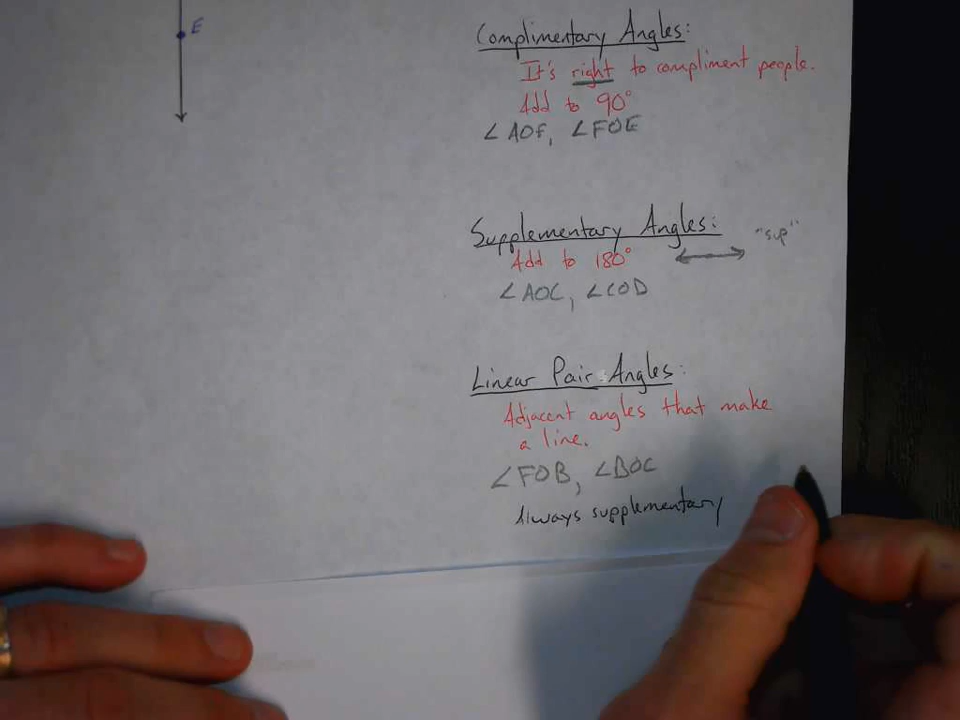 E
Complimentary Angles:
It's right to compliment people.
Add to 90°
∠AOF, ∠FOE
Supplementary Angles:
"sup"
Add to 180°
∠AOC, ∠COD
Linear Pair Angles:
Adjacent angles that make
a line.
∠FOB, ∠BOC
Always supplementary